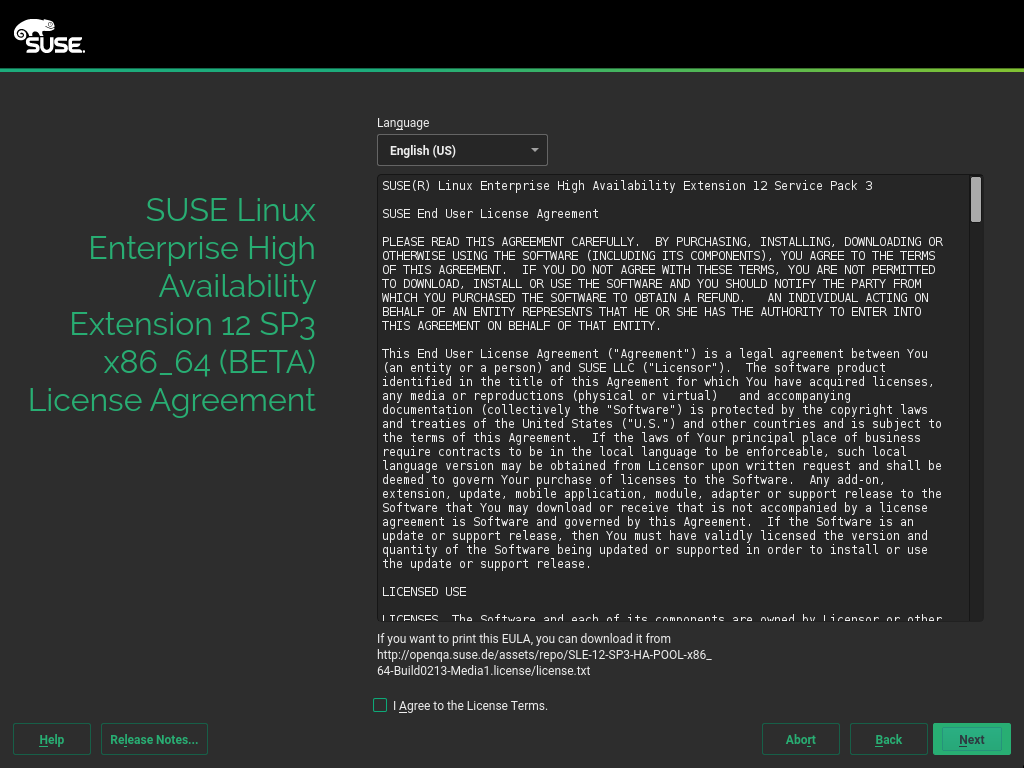 SUSE
Language
English (US)
SUSE Linux
Enterprise High
Availability
Extension 12 SP3
x86_64 (BETA)
License Agreement
SUSE(R) Linux Enterprise High Availability Extension 12 Service Pack 3
SUSE End User License Agreement
PLEASE READ THIS AGREEMENT CAREFULLY.  BY PURCHASING, INSTALLING, DOWNLOADING OR
OTHERWISE USING THE SOFTWARE (INCLUDING ITS COMPONENTS), YOU AGREE TO THE TERMS
OF THIS AGREEMENT.  IF YOU DO NOT AGREE WITH THESE TERMS, YOU ARE NOT PERMITTED
TO DOWNLOAD, INSTALL OR USE THE SOFTWARE AND YOU SHOULD NOTIFY THE PARTY FROM
WHICH YOU PURCHASED THE SOFTWARE TO OBTAIN A REFUND.   AN INDIVIDUAL ACTING ON
BEHALF OF AN ENTITY REPRESENTS THAT HE OR SHE HAS THE AUTHORITY TO ENTER INTO
THIS AGREEMENT ON BEHALF OF THAT ENTITY.
This End User License Agreement ("Agreement") is a legal agreement between You
(an entity or a person) and SUSE LLC ("Licensor").  The software product
identified in the title of this Agreement for which You have acquired licenses,
any media or reproductions (physical or virtual)   and accompanying
documentation (collectively the "Software") is protected by the copyright laws
and treaties of the United States ("U.S.") and other countries and is subject to
the terms of this Agreement.  If the laws of Your principal place of business
require contracts to be in the local language to be enforceable, such local
language version may be obtained from Licensor upon written request and shall be
deemed to govern Your purchase of licenses to the Software.  Any add-on,
extension, update, mobile application, module, adapter or support release to the
Software that You may download or receive that is not accompanied by a license
agreement is Software and governed by this Agreement.  If the Software is an
update or support release, then You must have validly licensed the version and
quantity of the Software being updated or supported in order to install or use
the update or support release.
LICENSED USE
LICENSES. The Software and each of its components are owned by Licensor or other
If you want to print this EULA, you can download it from
http://openqa.suse.de/assets/repo/SLE-12-SP3-HA-POOL-x86_
64-Build0213-Media1.license/license.txt
I Agree to the License Terms.
Help
Release Notes...
Abort
Back
Next